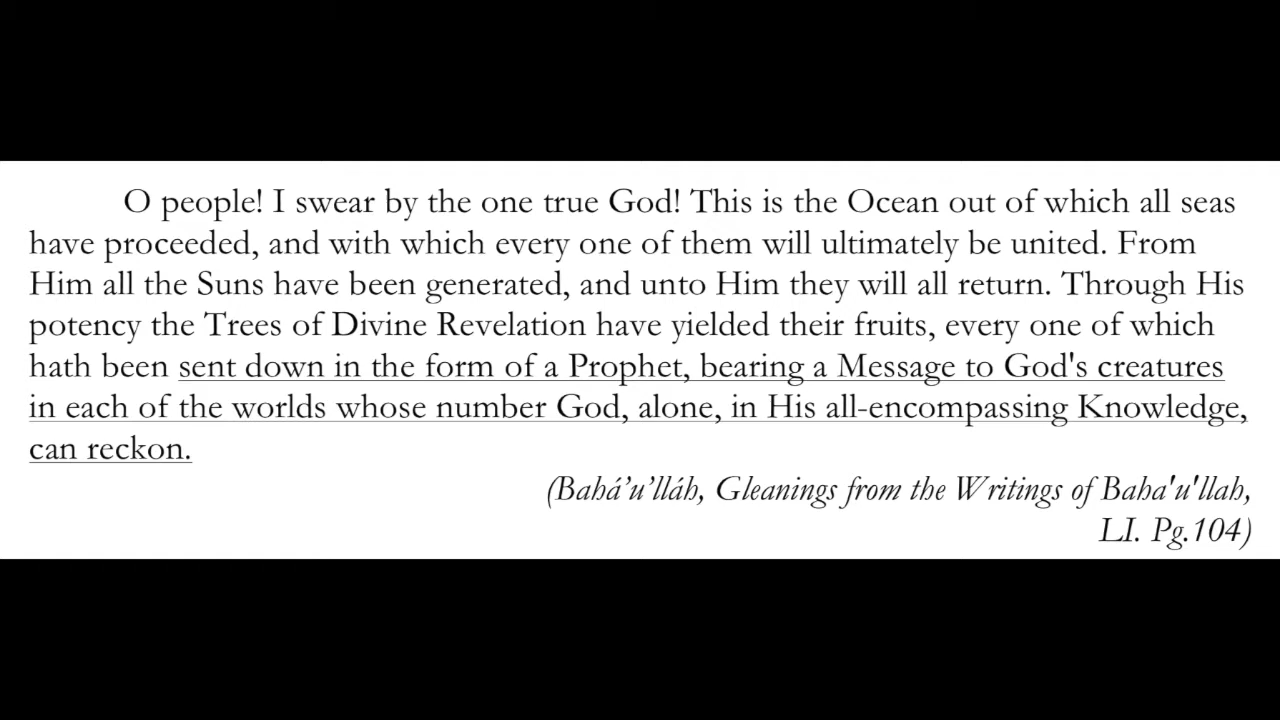 O people! I swear by the one true God! This is the Ocean out of which all seas
have proceeded, and with which every one of them will ultimately be united. From
Him all the Suns have been generated, and unto Him they will all return. Through His
potency the Trees of Divine Revelation have yielded their fruits, every one of which
hath been sent down in the form of a Prophet, bearing a Message to God's creatures
in each of the worlds whose number God, alone, in His all-encompassing Knowledge,
can reckon.
(Bahá’u’lláh, Gleanings from the Writings of Baha'u'llah,
LI. Pg.104)